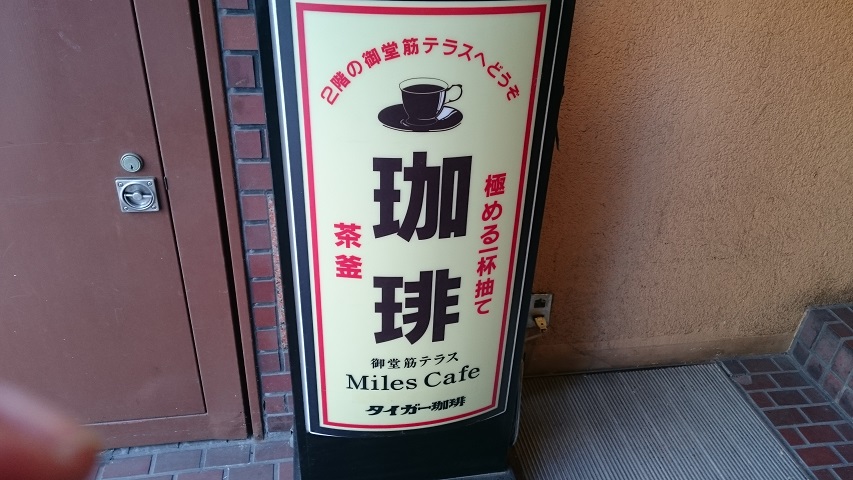 2階の御堂筋テラスへどうぞ
珈琲
極める一杯抽て
茶釜
御堂筋テラス
Miles Cafe
タイガー珈琲